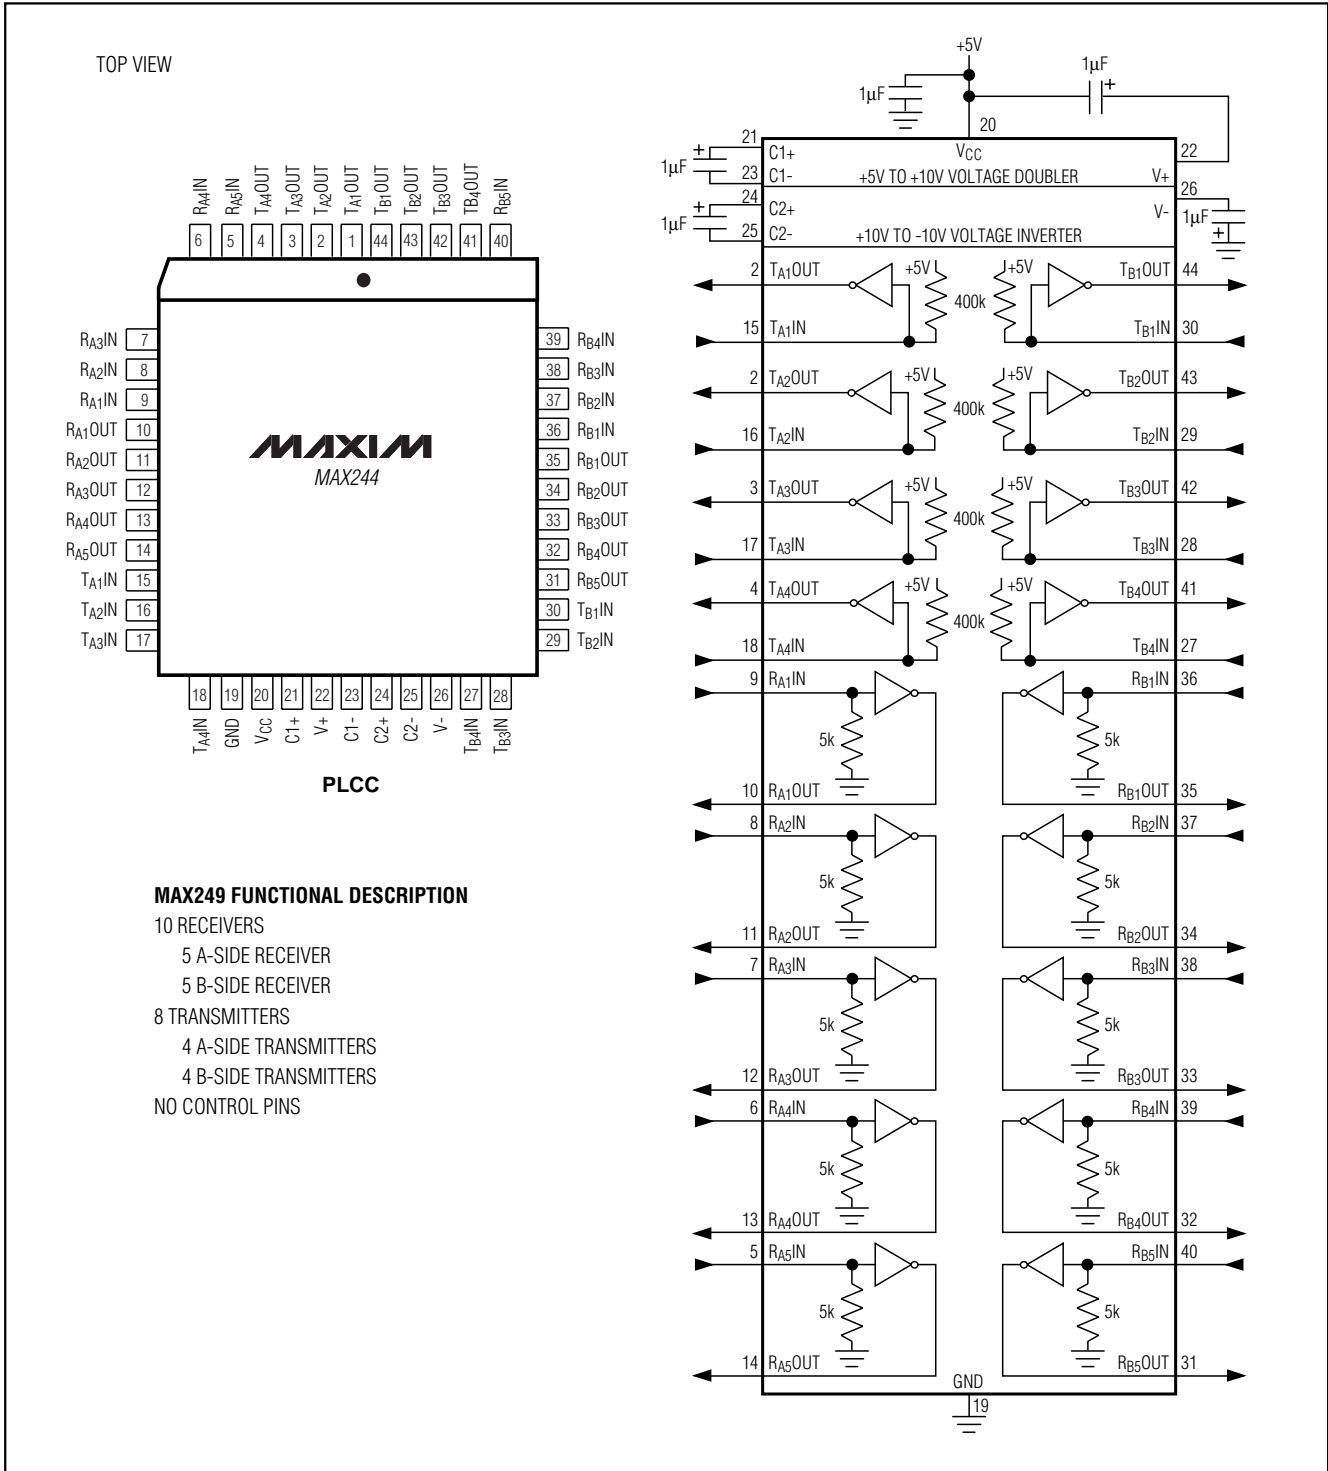 TOP VIEW
RA4IN
RA5IN
TA4OUT
TA3OUT
TA2OUT
TA1OUT
TB1OUT
TB2OUT
TB3OUT
TB4OUT
RB5IN
6 5 4 3 2 1 44 43 42 41 40
RA3IN 7
RA2IN 8
RA1IN 9
RA1OUT 10
RA2OUT 11
RA3OUT 12
RA4OUT 13
RA5OUT 14
TA1IN 15
TA2IN 16
TA3IN 17
MAXIM
MAX244
39 RB4IN
38 RB3IN
37 RB2IN
36 RB1IN
35 RB1OUT
34 RB2OUT
33 RB3OUT
32 RB4OUT
31 RB5OUT
30 TB1IN
29 TB2IN
18 19 20 21 22 23 24 25 26 27 28
TA4IN
GND
VCC
C1+
V+
C1-
C2+
C2-
V-
TB4IN
TB3IN
PLCC
MAX249 FUNCTIONAL DESCRIPTION
10 RECEIVERS
5 A-SIDE RECEIVER
5 B-SIDE RECEIVER
8 TRANSMITTERS
4 A-SIDE TRANSMITTERS
4 B-SIDE TRANSMITTERS
NO CONTROL PINS
+5V
1µF
1µF +
20
21 C1+ VCC 22
+ 1µF
23 C1- +5V TO +10V VOLTAGE DOUBLER V+
24 C2+ V- 26
+ 1µF
1µF +
25 C2- +10V TO -10V VOLTAGE INVERTER
2 TA1OUT +5V +5V TB1OUT 44
400k
15 TA1IN TB1IN 30
2 TA2OUT +5V +5V TB2OUT 43
400k
16 TA2IN TB2IN 29
3 TA3OUT +5V +5V TB3OUT 42
400k
17 TA3IN TB3IN 28
4 TA4OUT +5V +5V TB4OUT 41
400k
18 TA4IN TB4IN 27
9 RA1IN RB1IN 36
5k 5k
10 RA1OUT RB1OUT 35
8 RA2IN RB2IN 37
5k 5k
11 RA2OUT RB2OUT 34
7 RA3IN RB3IN 38
5k 5k
12 RA3OUT RB3OUT 33
6 RA4IN RB4IN 39
5k 5k
13 RA4OUT RB4OUT 32
5 RA5IN RB5IN 40
5k 5k
14 RA5OUT RB5OUT 31
GND
19